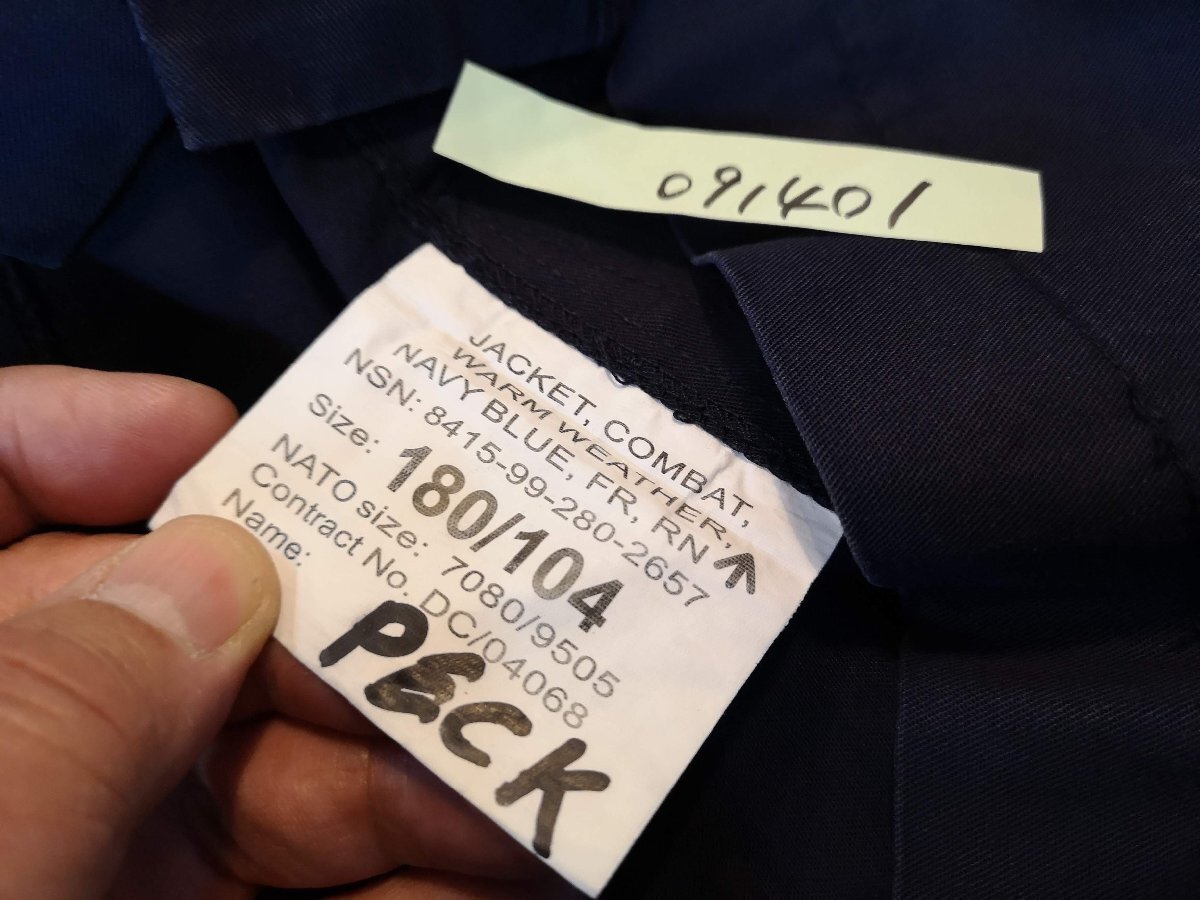 091401
JACKET, COMBAT,
WARM WEATHER,
NAVY BLUE, FR, RN
NSN: 8415-99-280-2657
Size: 180/104
NATO size: 7080/9505
Contract No. DC/04068
Name:
PECK